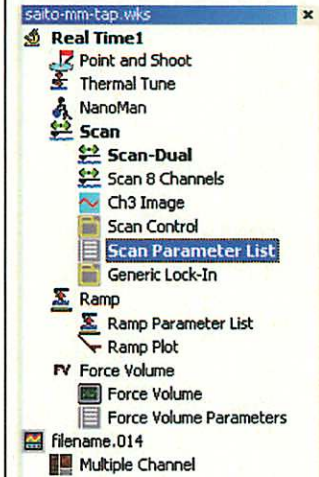 saito-mm-tap.wks
Real Time1
Point and Shoot
Thermal Tune
NanoMan
Scan
Scan-Dual
Scan 8 Channels
Ch3 Image
Scan Control
Scan Parameter List
Generic Lock-In
Ramp
Ramp Parameter List
Ramp Plot
FV Force Volume
Force Volume
Force Volume Parameters
filename.014
Multiple Channel